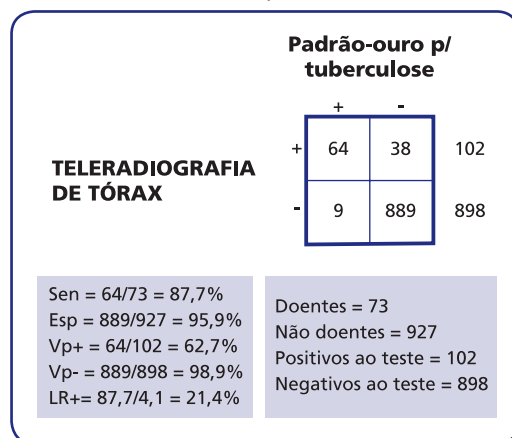 Padrão-ouro p/
tuberculose
+ -
TELERADIOGRAFIA
DE TÓRAX
+ 64 38 102
- 9 889 898
Sen = 64/73 = 87,7%
Esp = 889/927 = 95,9%
Vp+ = 64/102 = 62,7%
Vp- = 889/898 = 98,9%
LR+= 87,7/4,1 = 21,4%
Doentes = 73
Não doentes = 927
Positivos ao teste = 102
Negativos ao teste = 898